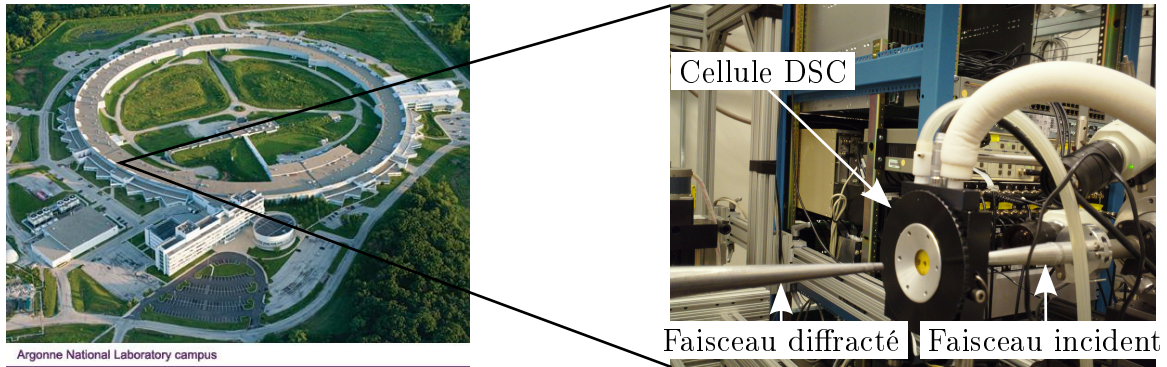 Cellule DSC
Faisceau diffracté
Faisceau incident
Argonne National Laboratory campus